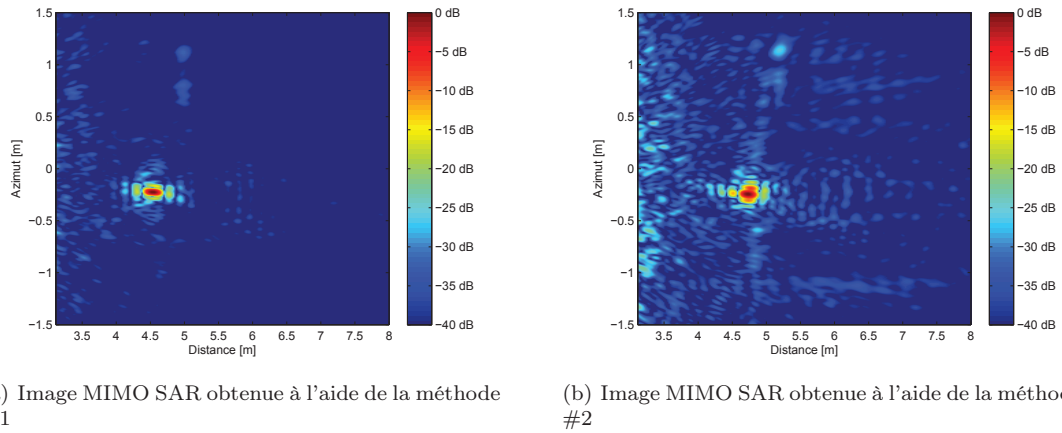 1.5
1
0.5
0
−0.5
−1
−1.5
Azimut [m]
3.5 4 4.5 5 5.5 6 6.5 7 7.5 8
Distance [m]
0 dB
−5 dB
−10 dB
−15 dB
−20 dB
−25 dB
−30 dB
−35 dB
−40 dB
1.5
1
0.5
0
−0.5
−1
−1.5
Azimut [m]
3.5 4 4.5 5 5.5 6 6.5 7 7.5 8
Distance [m]
0 dB
−5 dB
−10 dB
−15 dB
−20 dB
−25 dB
−30 dB
−35 dB
−40 dB
) Image MIMO SAR obtenue à l'aide de la méthode
1
(b) Image MIMO SAR obtenue à l'aide de la métho
#2